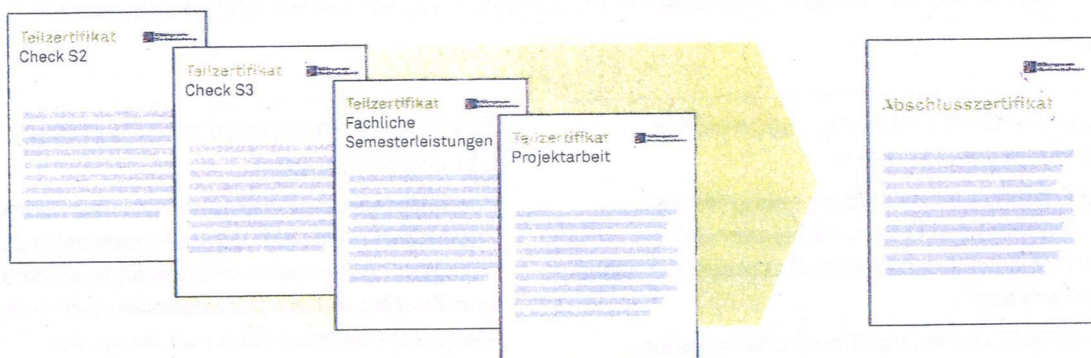 Teilzertifikat
Check S2
Teilzertifikat
Check S3
Teilzertifikat
Fachliche
Semesterleistungen
Teilzertifikat
Projektarbeit
Abschlusszertifikat